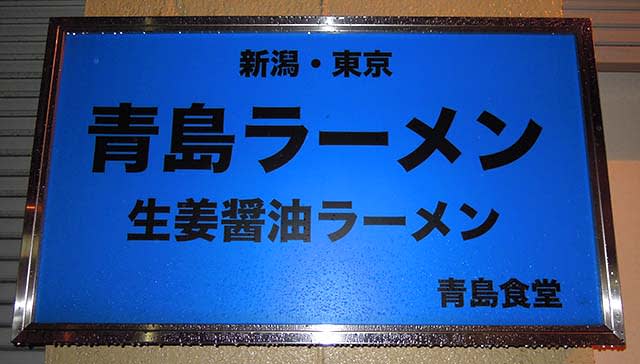 新潟・東京
青島ラーメン
生姜醤油ラーメン
青島食堂